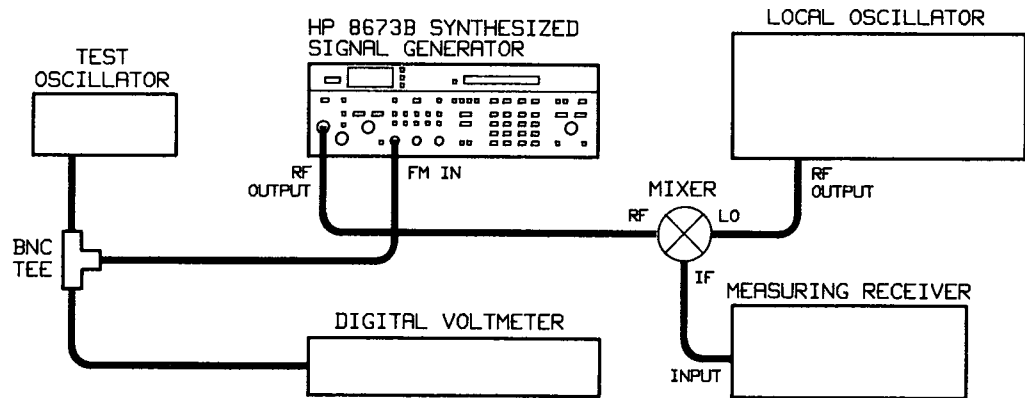 LOCAL OSCILLATOR
HP 8673B SYNTHESIZED
SIGNAL GENERATOR
TEST
OSCILLATOR
RF
OUTPUT
FM IN
RF
OUTPUT
MIXER
RF
LO
BNC
TEE
IF
MEASURING RECEIVER
DIGITAL VOLTMETER
INPUT